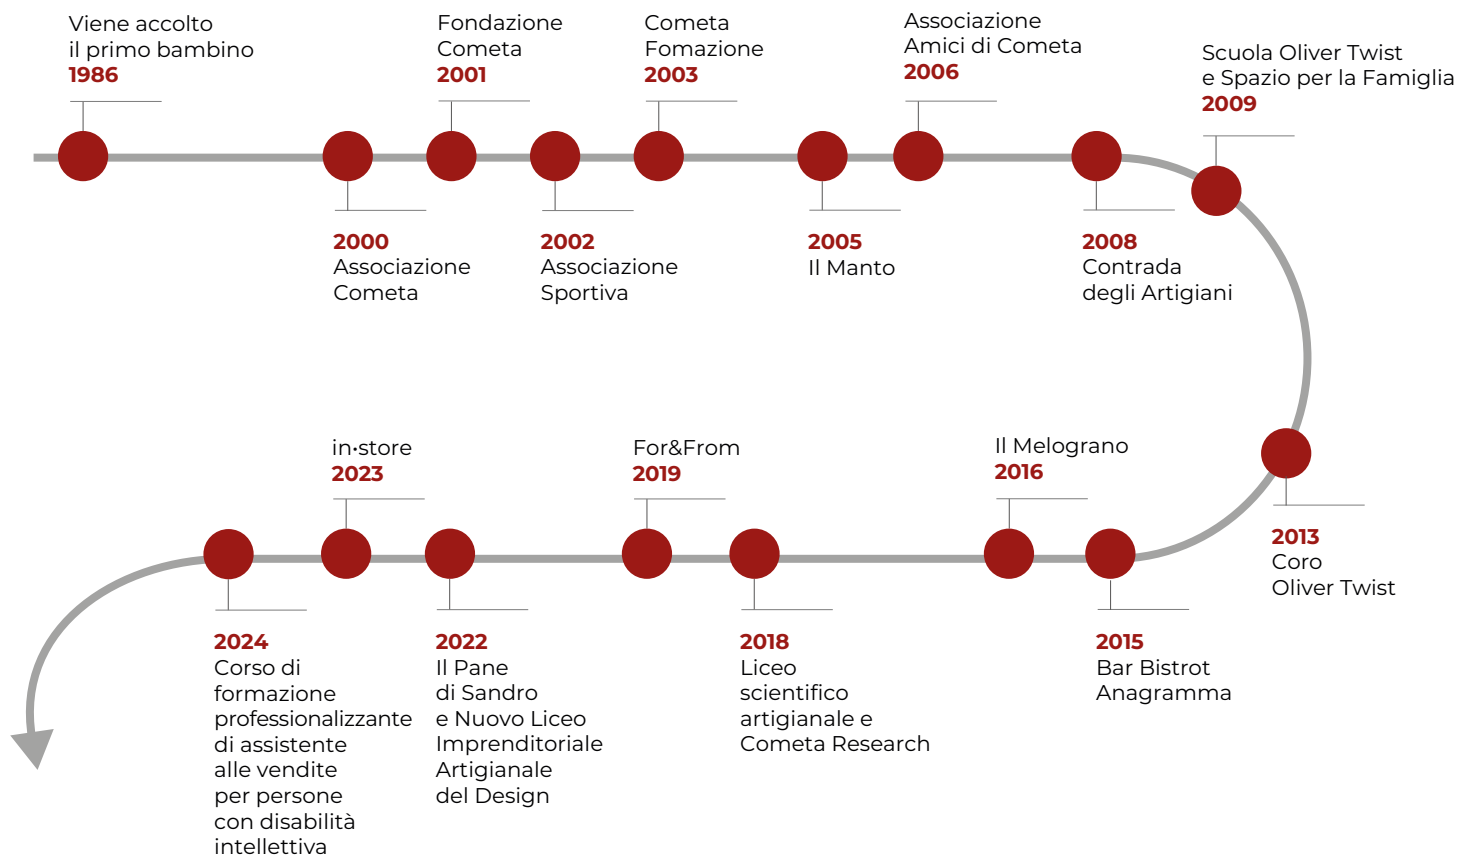 Viene accolto
il primo bambino
1986
2000
Associazione
Cometa
Fondazione
Cometa
2001
2002
Associazione
Sportiva
Cometa
Fomazione
2003
2005
Il Manto
Associazione
Amici di Cometa
2006
2008
Contrada
degli Artigiani
Scuola Oliver Twist
e Spazio per la Famiglia
2009
2013
Coro
Oliver Twist
2015
Bar Bistrot
Anagramma
Il Melograno
2016
2018
Liceo
scientifico
artigianale e
Cometa Research
For&From
2019
2022
Il Pane
di Sandro
e Nuovo Liceo
Imprenditoriale
Artigianale
del Design
in•store
2023
2024
Corso di
formazione
professionalizzante
di assistente
alle vendite
per persone
con disabilità
intellettiva